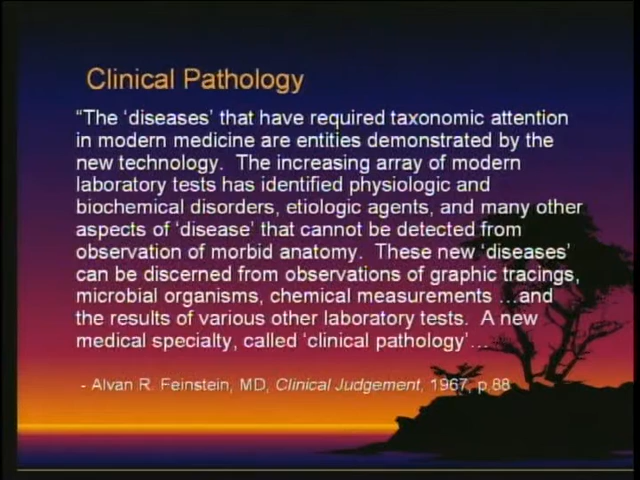 Clinical Pathology
“The ‘diseases’ that have required taxonomic attention
in modern medicine are entities demonstrated by the
new technology.  The increasing array of modern
laboratory tests has identified physiologic and
biochemical disorders, etiologic agents, and many other
aspects of ‘disease’ that cannot be detected from
observation of morbid anatomy.  These new ‘diseases’
can be discerned from observations of graphic tracings,
microbial organisms, chemical measurements …and
the results of various other laboratory tests.  A new
medical specialty, called ‘clinical pathology’…
- Alvan R. Feinstein, MD, Clinical Judgement, 1967, p.88